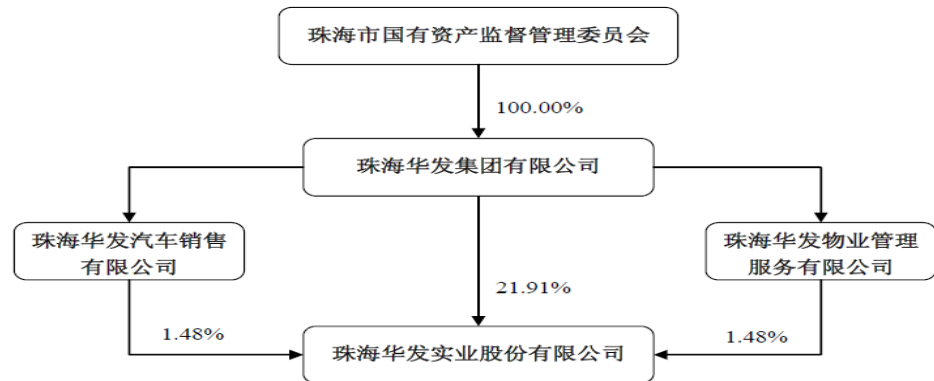 珠海市国有资产监督管理委员会
100.00%
珠海华发集团有限公司
珠海华发汽车销售
有限公司
珠海华发物业管理
服务有限公司
21.91%
1.48%
1.48%
珠海华发实业股份有限公司